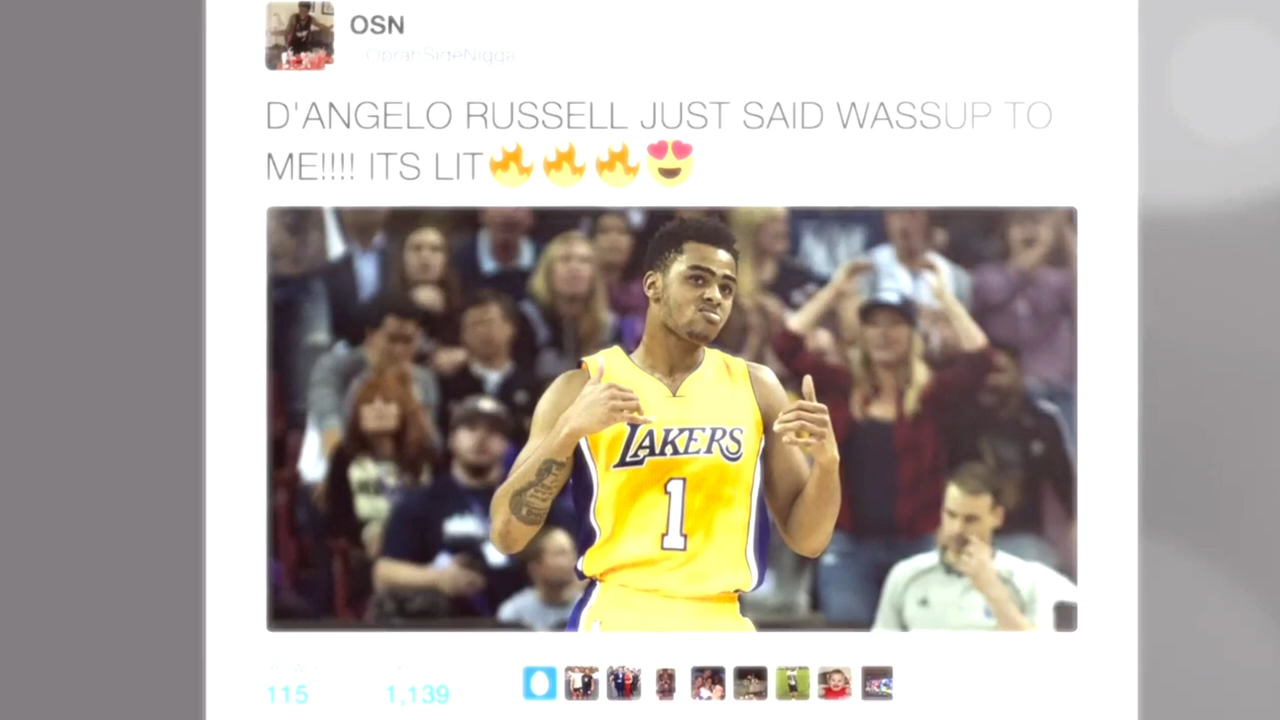 OSN
D'ANGELO RUSSELL JUST SAID WASSUP TO
ME!!!! ITS LIT🔥🔥🔥😍
LAKERS
1
115 1,139